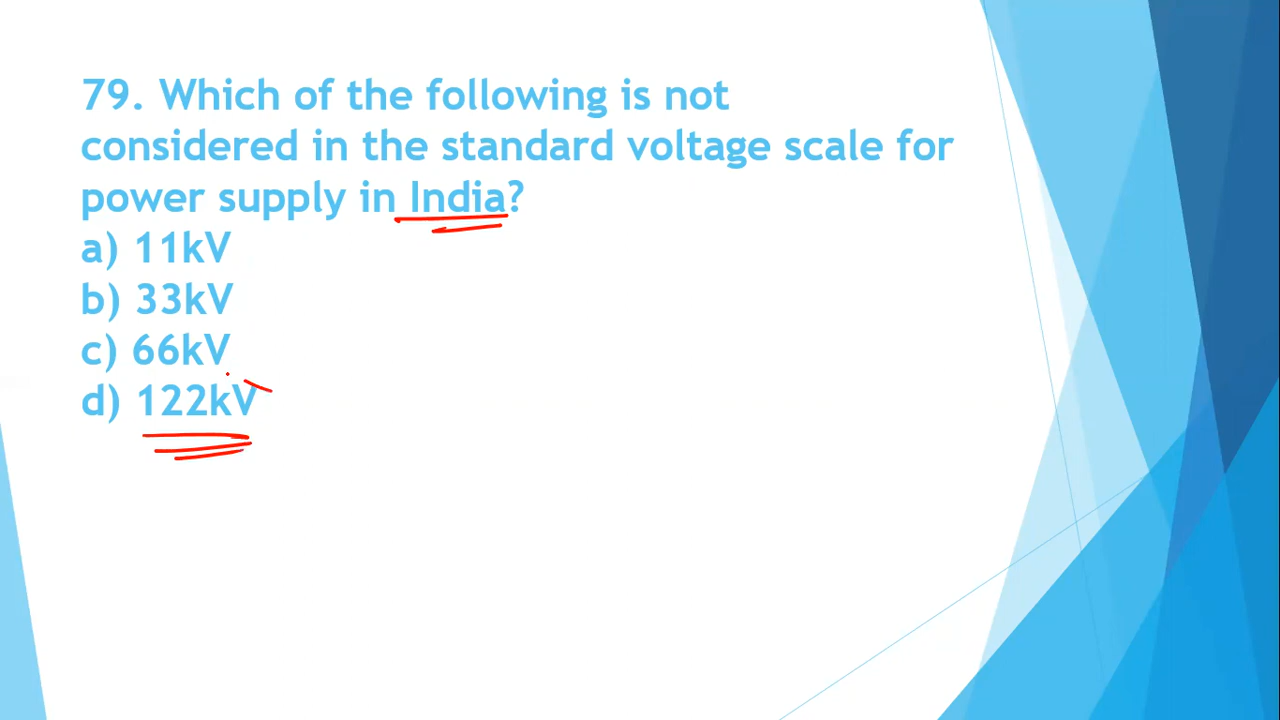 79. Which of the following is not
considered in the standard voltage scale for
power supply in India?
a) 11kV
b) 33kV
c) 66kV
d) 122kV